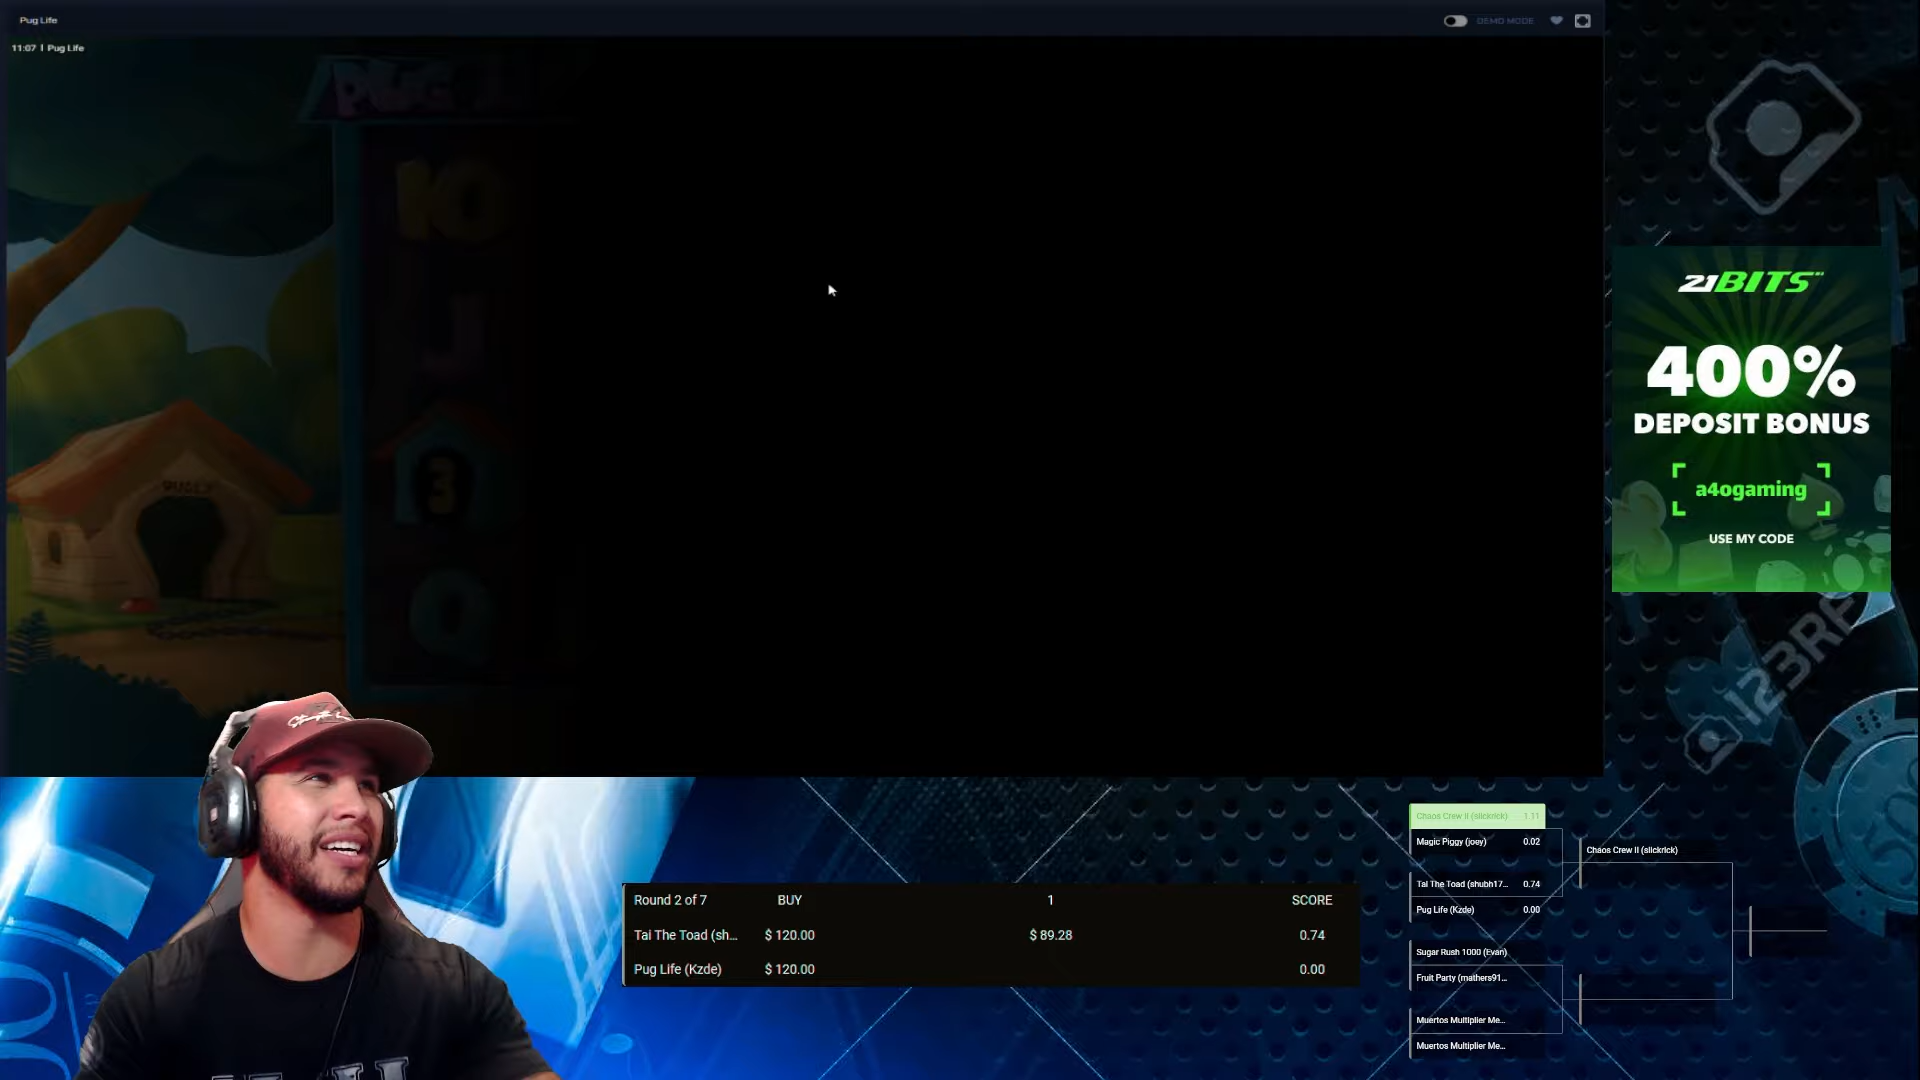 Pug Life
DEMO MODE
11:07 | Pug Life
10
J
3
Q
21BITS
400%
DEPOSIT BONUS
a4ogaming
USE MY CODE
123RF
Round 2 of 7 BUY 1 SCORE
Tai The Toad (sh... $ 120.00 $ 89.28 0.74
Pug Life (Kzde) $ 120.00 0.00
Chaos Crew II (slickrick) 1.11
Magic Piggy (joey) 0.02
Tai The Toad (shubh17... 0.74
Pug Life (Kzde) 0.00
Sugar Rush 1000 (Evan)
Fruit Party (mathers91...
Muertos Multiplier Me...
Muertos Multiplier Me...
Chaos Crew II (slickrick)